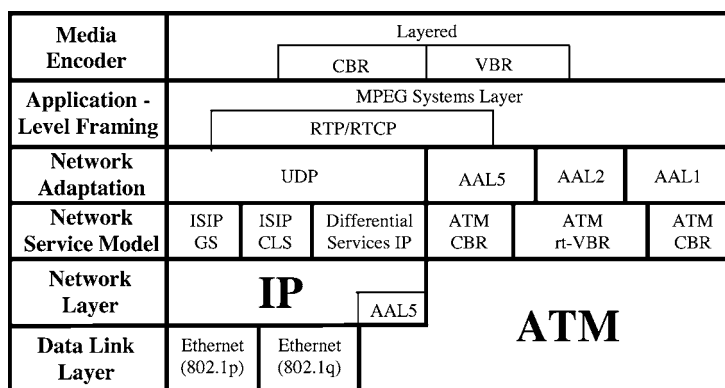 Media
Encoder
Layered
CBR
VBR
Application -
Level Framing
MPEG Systems Layer
RTP/RTCP
Network
Adaptation
UDP
AAL5
AAL2
AAL1
Network
Service Model
ISIP
GS
ISIP
CLS
Differential
Services IP
ATM
CBR
ATM
rt-VBR
ATM
CBR
Network
Layer
IP
AAL5
ATM
Data Link
Layer
Ethernet
(802.1p)
Ethernet
(802.1q)